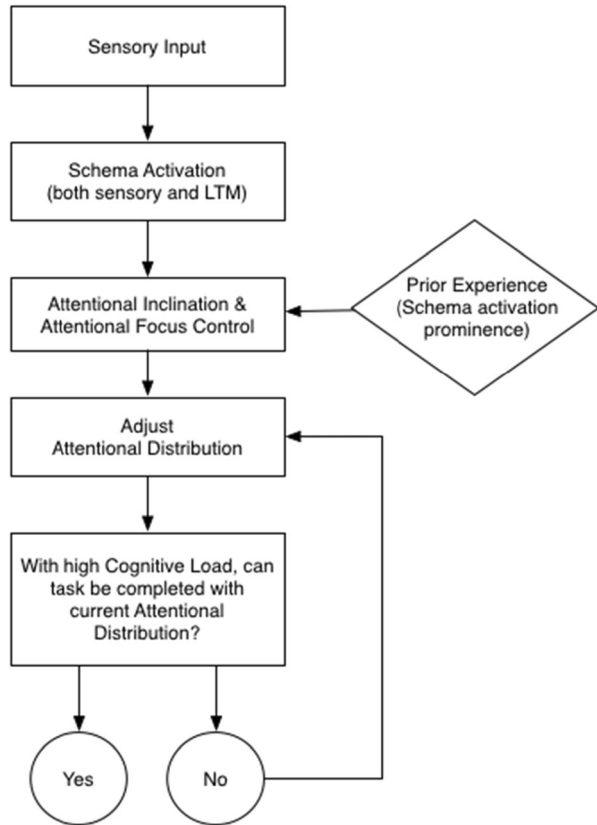 Sensory Input
Schema Activation
(both sensory and LTM)
Attentional Inclination &
Attentional Focus Control
Prior Experience
(Schema activation
prominence)
Adjust
Attentional Distribution
With high Cognitive Load, can
task be completed with
current Attentional
Distribution?
Yes
No